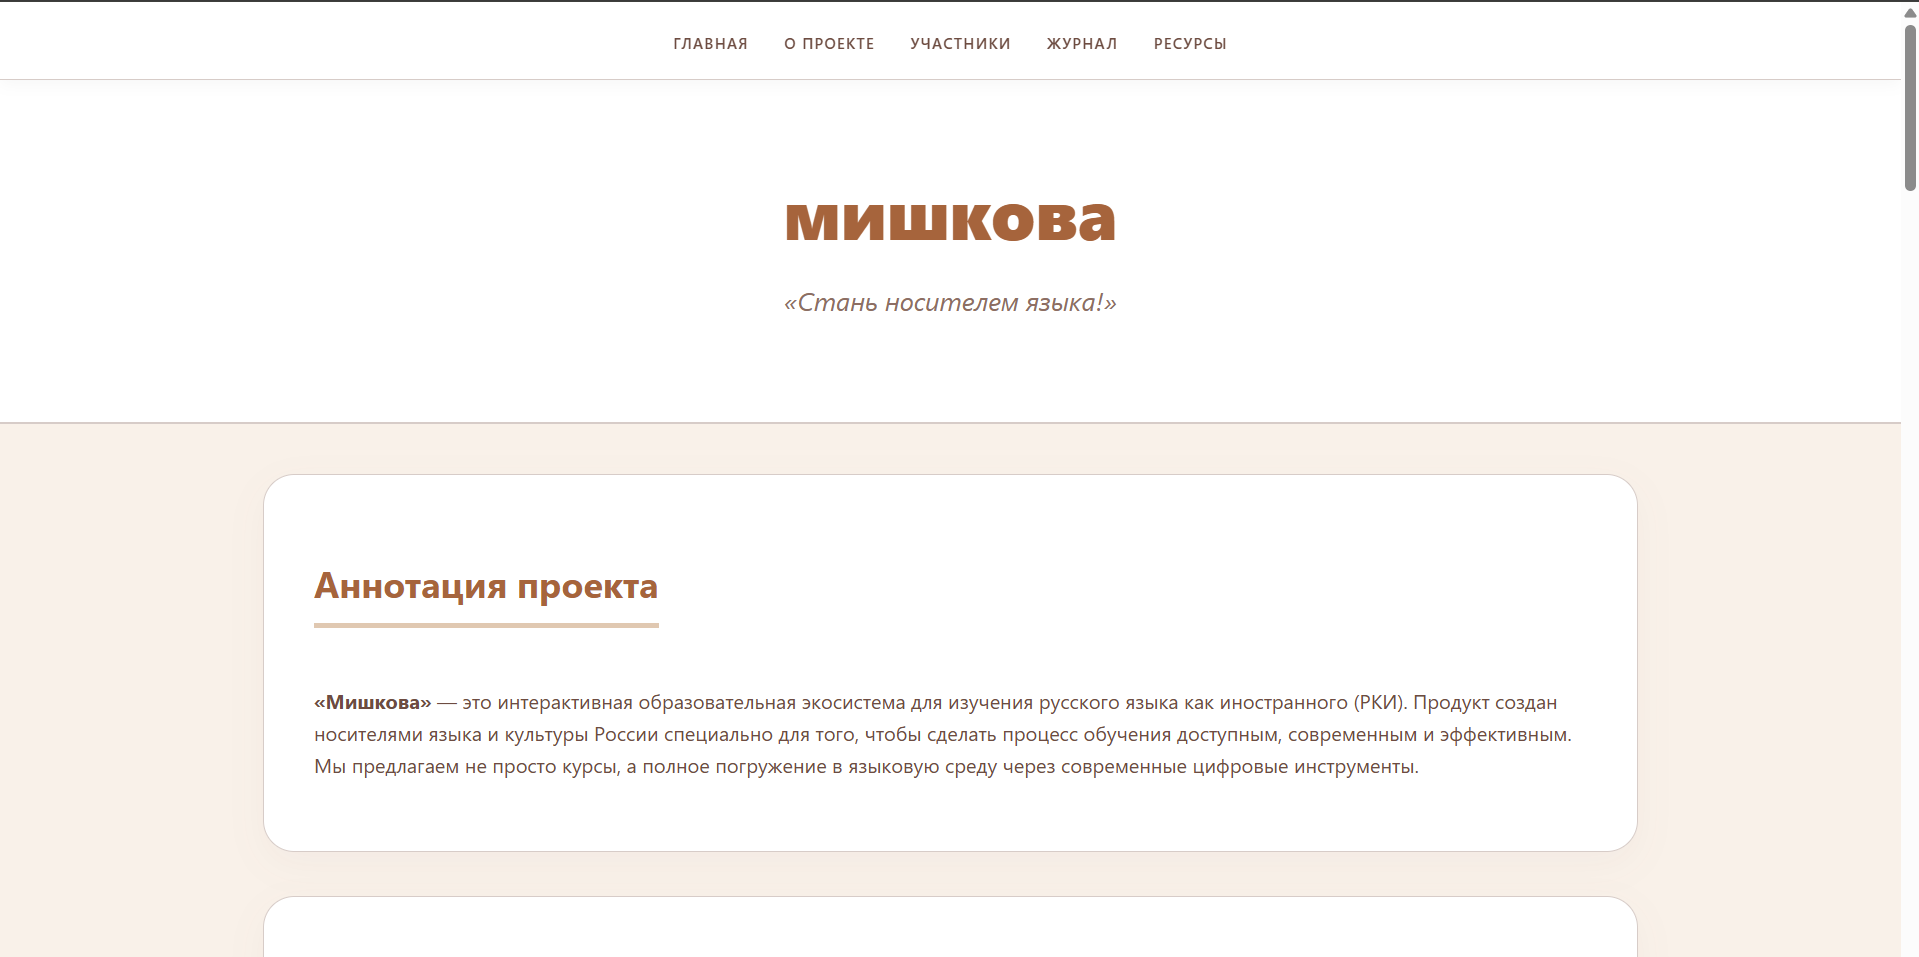 ГЛАВНАЯ О ПРОЕКТЕ УЧАСТНИКИ ЖУРНАЛ РЕСУРСЫ
мишкова
«Стань носителем языка!»
Аннотация проекта
«Мишкова» — это интерактивная образовательная экосистема для изучения русского языка как иностранного (РКИ). Продукт создан
носителями языка и культуры России специально для того, чтобы сделать процесс обучения доступным, современным и эффективным.
Мы предлагаем не просто курсы, а полное погружение в языковую среду через современные цифровые инструменты.